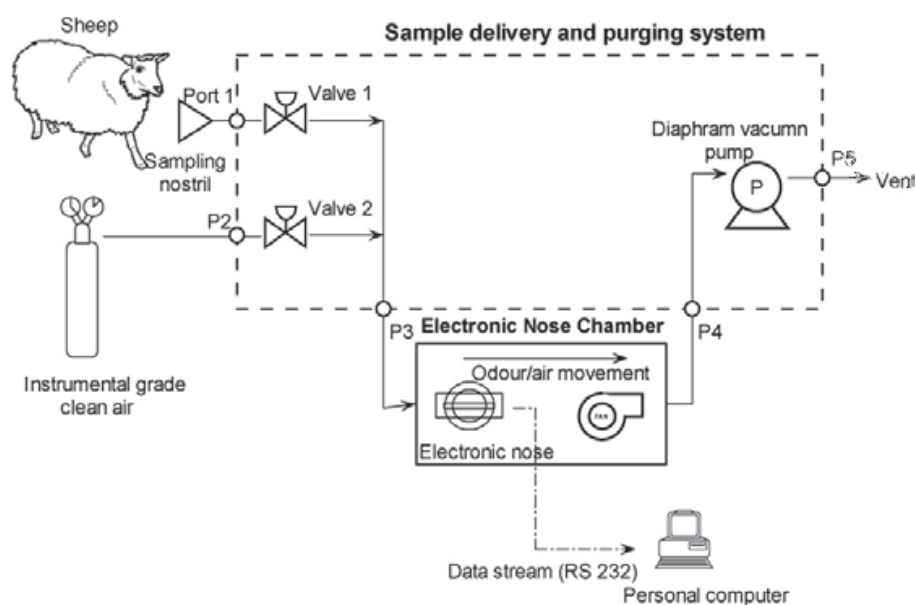 Sheep
Sample delivery and purging system
Port 1
Valve 1
Sampling
nostril
Diaphram vacumn
pump
P
P5
Vent
P2
Valve 2
P3
Electronic Nose Chamber
P4
Odour/air movement
FAN
Electronic nose
Instrumental grade
clean air
Data stream (RS 232)
Personal computer